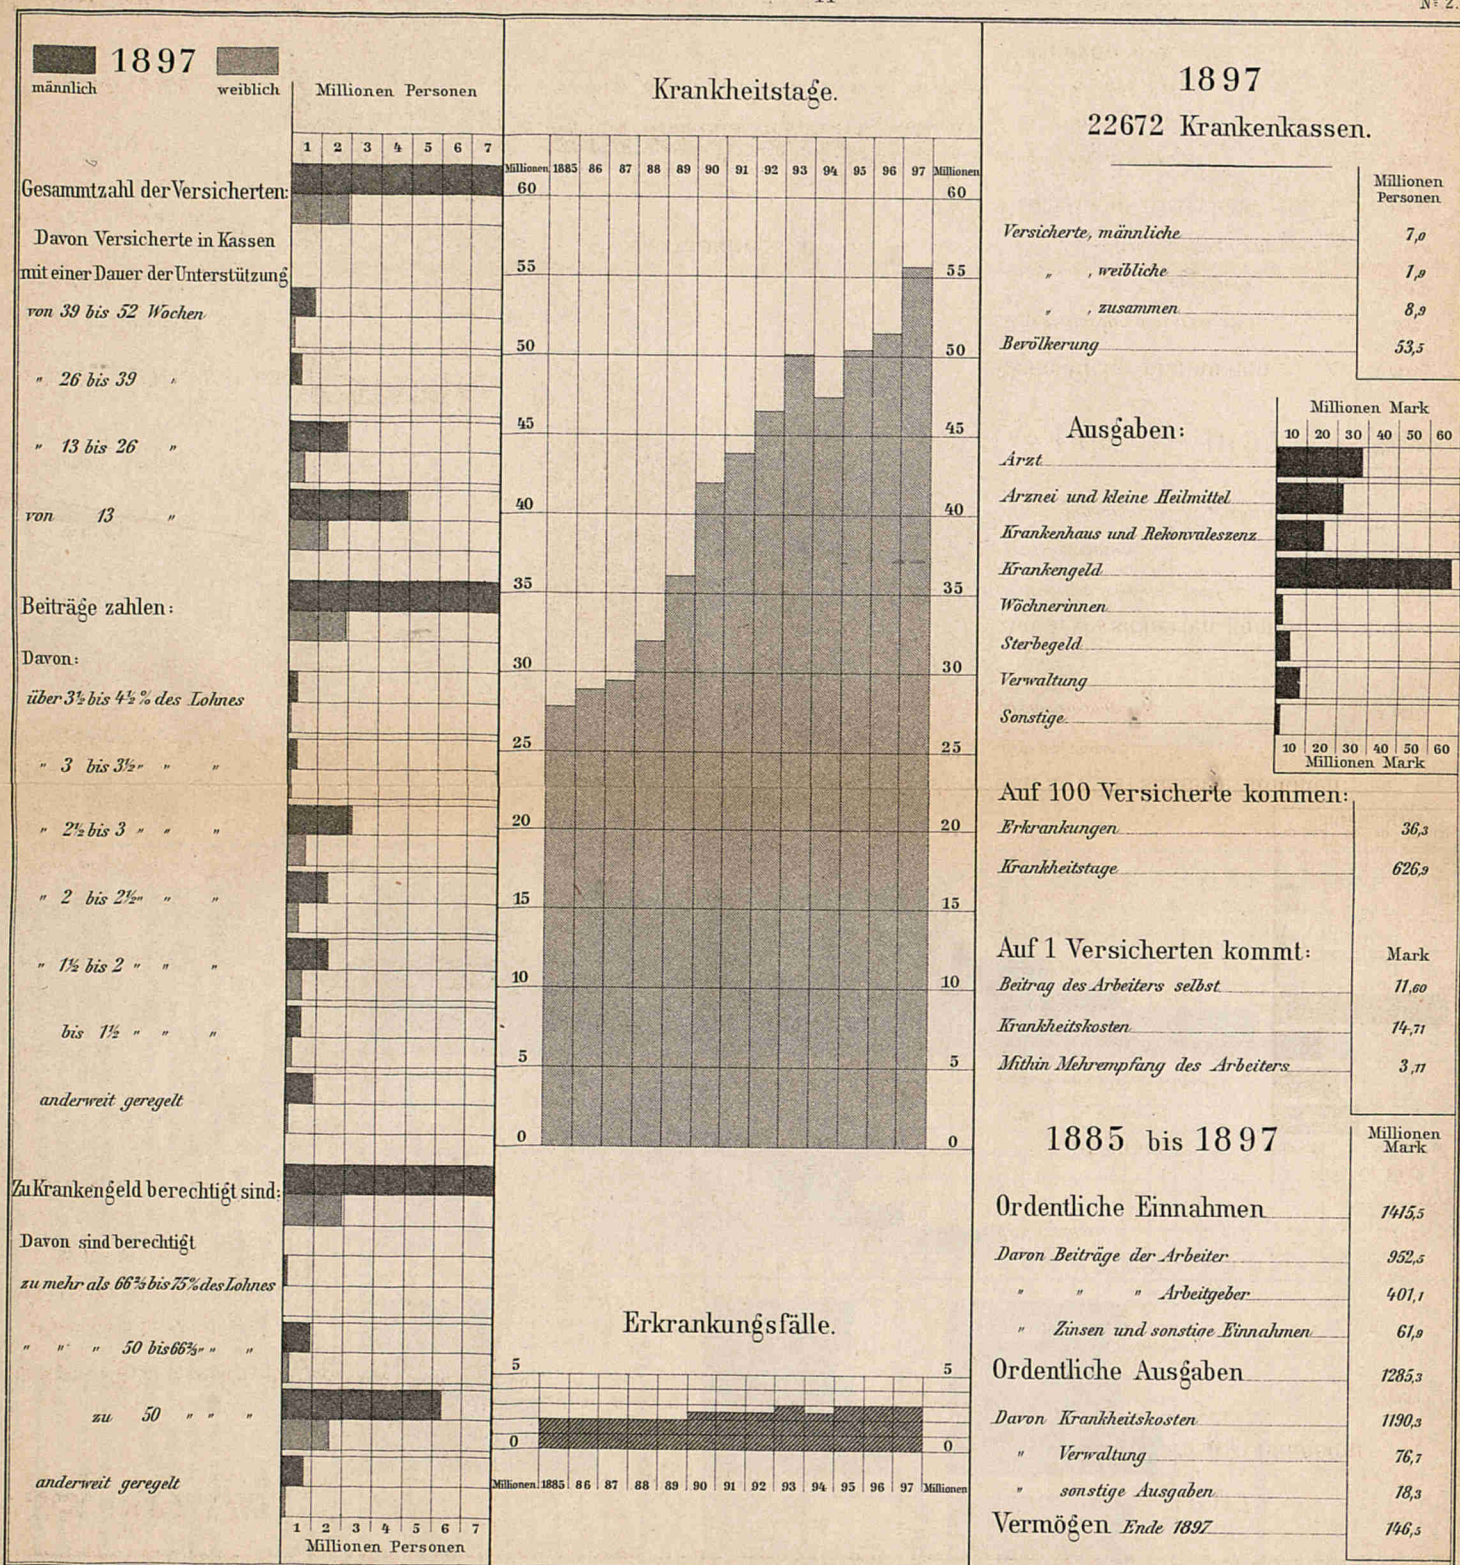 Nº 2.
1897
männlich weiblich
Millionen Personen
1 2 3 4 5 6 7
Gesammtzahl der Versicherten:
Davon Versicherte in Kassen
mit einer Dauer der Unterstützung
von 39 bis 52 Wochen
" 26 bis 39 "
" 13 bis 26 "
von 13 "
Beiträge zahlen:
Davon:
über 3½ bis 4½ % des Lohnes
" 3 bis 3½ " " "
" 2½ bis 3 " " "
" 2 bis 2½ " " "
" 1½ bis 2 " " "
bis 1½ " " "
anderweit geregelt
Zu Krankengeld berechtigt sind:
Davon sind berechtigt
zu mehr als 66⅔ bis 75% des Lohnes
" " " 50 bis 66⅔ " " "
zu 50 " " "
anderweit geregelt
1 2 3 4 5 6 7
Millionen Personen
Krankheitstage.
Millionen 1885 86 87 88 89 90 91 92 93 94 95 96 97 Millionen
60 60
55 55
50 50
45 45
40 40
35 35
30 30
25 25
20 20
15 15
10 10
5 5
0 0
Erkrankungsfälle.
5 5
0 0
Millionen 1885 86 87 88 89 90 91 92 93 94 95 96 97 Millionen
1897
22672 Krankenkassen.
Millionen
Personen
Versicherte, männliche 7,0
" , weibliche 1,9
" , zusammen 8,9
Bevölkerung 53,5
Ausgaben:
Millionen Mark
10 20 30 40 50 60
Arzt
Arznei und kleine Heilmittel
Krankenhaus und Rekonvaleszenz
Krankengeld
Wöchnerinnen
Sterbegeld
Verwaltung
Sonstige
10 20 30 40 50 60
Millionen Mark
Auf 100 Versicherte kommen:
Erkrankungen 36,3
Krankheitstage 626,9
Auf 1 Versicherten kommt: Mark
Beitrag des Arbeiters selbst 11,60
Krankheitskosten 14,71
Mithin Mehrempfang des Arbeiters 3,11
1885 bis 1897
Millionen
Mark
Ordentliche Einnahmen 1415,5
Davon Beiträge der Arbeiter 952,5
" " " Arbeitgeber 401,1
" Zinsen und sonstige Einnahmen 61,9
Ordentliche Ausgaben 1285,3
Davon Krankheitskosten 1190,3
" Verwaltung 76,7
" sonstige Ausgaben 18,3
Vermögen Ende 1897 146,5